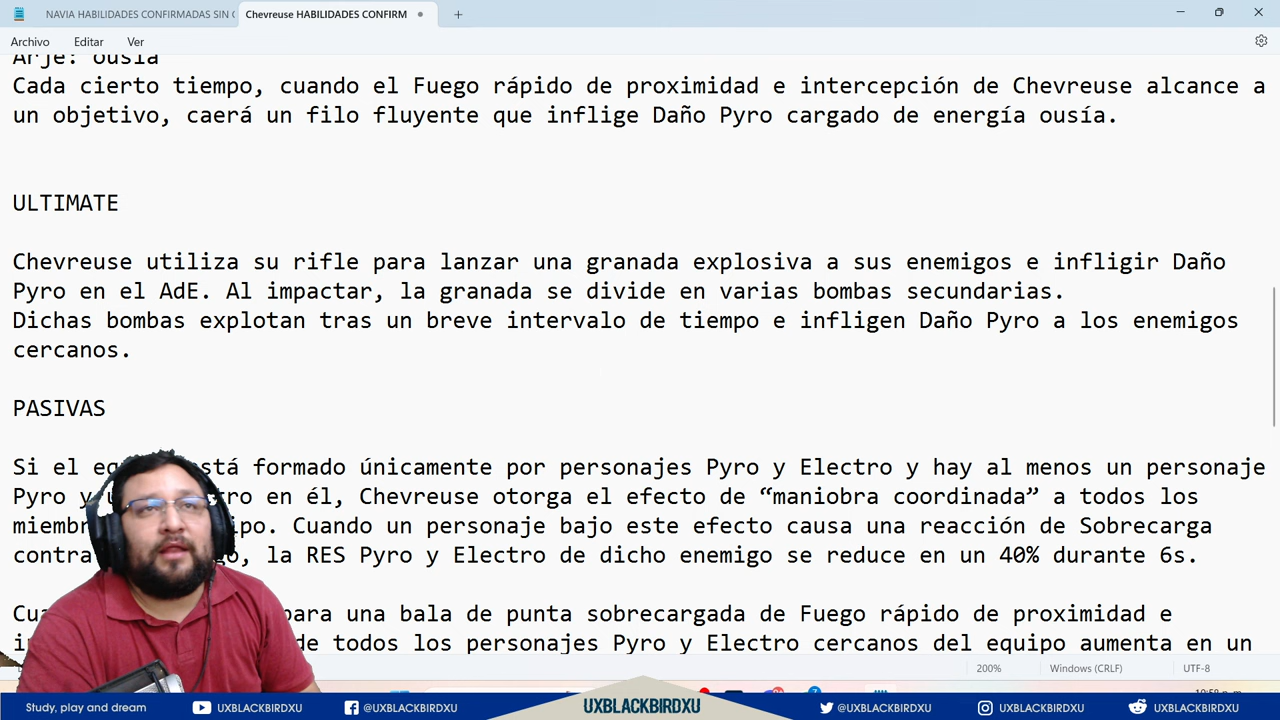 NAVIA HABILIDADES CONFIRMADAS SIN
Chevreuse HABILIDADES CONFIRM
Archivo Editar Ver
Arje: ousía
Cada cierto tiempo, cuando el Fuego rápido de proximidad e intercepción de Chevreuse alcance a
un objetivo, caerá un filo fluyente que inflige Daño Pyro cargado de energía ousía.
ULTIMATE
Chevreuse utiliza su rifle para lanzar una granada explosiva a sus enemigos e infligir Daño
Pyro en el AdE. Al impactar, la granada se divide en varias bombas secundarias.
Dichas bombas explotan tras un breve intervalo de tiempo e infligen Daño Pyro a los enemigos
cercanos.
PASIVAS
Si el está formado únicamente por personajes Pyro y Electro y hay al menos un personaje
Pyro y en él, Chevreuse otorga el efecto de “maniobra coordinada” a todos los
Cuando un personaje bajo este efecto causa una reacción de Sobrecarga
contra la RES Pyro y Electro de dicho enemigo se reduce en un 40% durante 6s.
para una bala de punta sobrecargada de Fuego rápido de proximidad e
de todos los personajes Pyro y Electro cercanos del equipo aumenta en un
200% Windows (CRLF) UTF-8
Study, play and dream UXBLACKBIRDXU @UXBLACKBIRDXU UXBLACKBIRDXU @UXBLACKBIRDXU UXBLACKBIRDXU UXBLACKBIRDXU